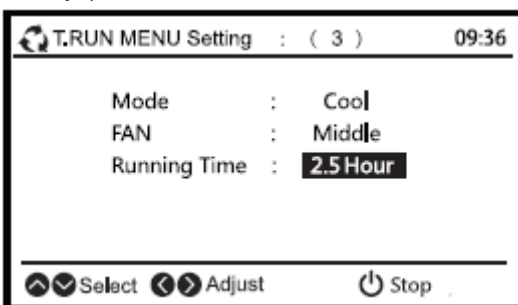 T.RUN MENU Setting : ( 3 ) 09:36
Mode : Cool
FAN : Middle
Running Time : 2.5 Hour
Select Adjust Stop